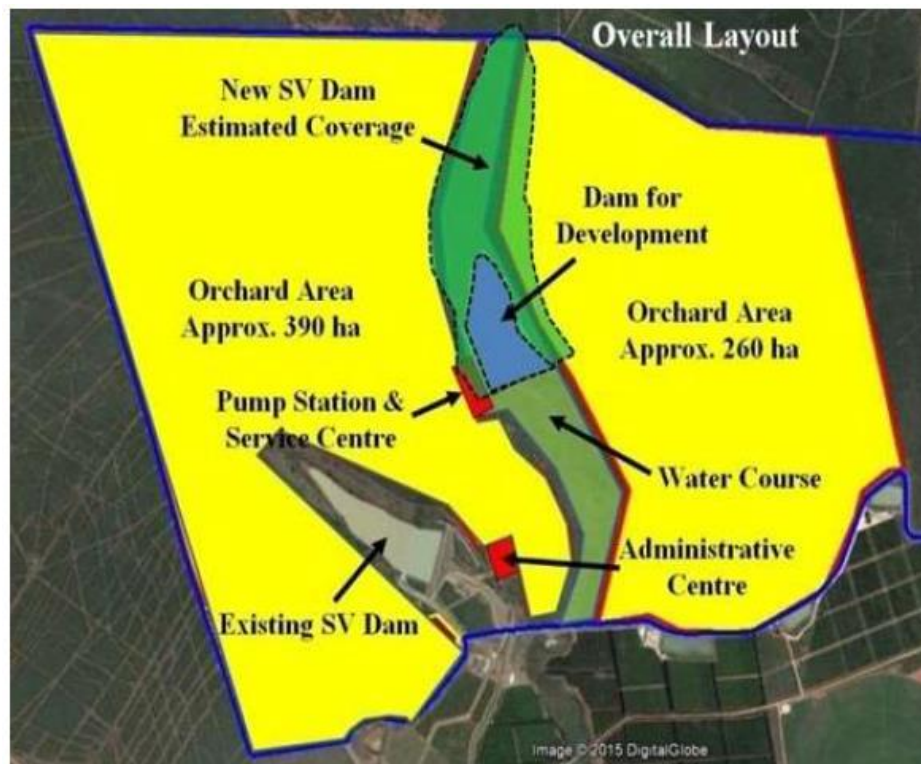 Overall Layout
New SV Dam
Estimated Coverage
Dam for
Development
Orchard Area
Approx. 390 ha
Orchard Area
Approx. 260 ha
Pump Station &
Service Centre
Water Course
Administrative
Centre
Existing SV Dam
Image © 2015 DigitalGlobe